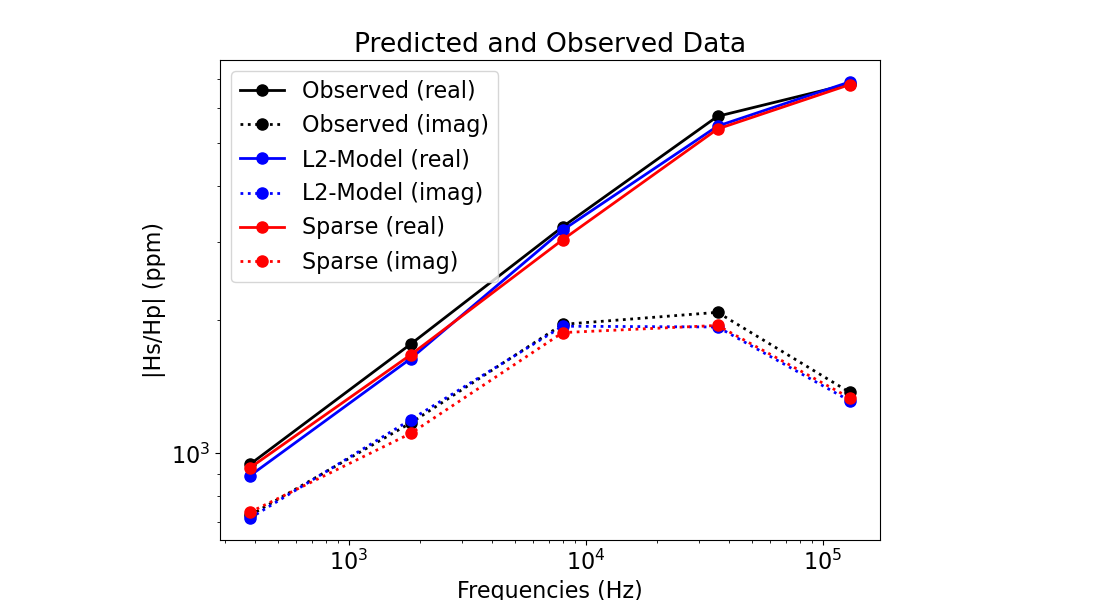 Predicted and Observed Data
Observed (real)
Observed (imag)
L2-Model (real)
L2-Model (imag)
Sparse (real)
Sparse (imag)
|Hs/Hp| (ppm)
10³
10³ 10⁴ 10⁵
Frequencies (Hz)